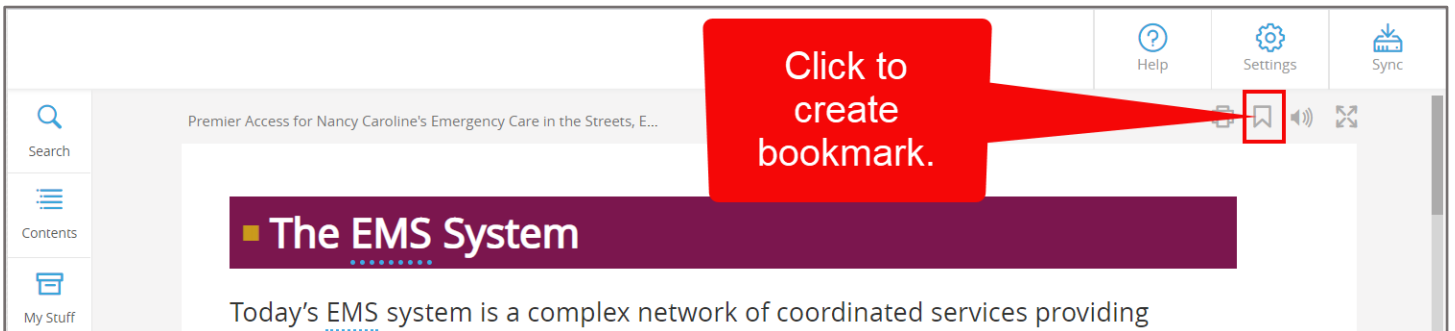 Help
Settings
Sync
Click to
create
bookmark.
Search
Contents
My Stuff
Premier Access for Nancy Caroline's Emergency Care in the Streets, E...
The EMS System
Today’s EMS system is a complex network of coordinated services providing